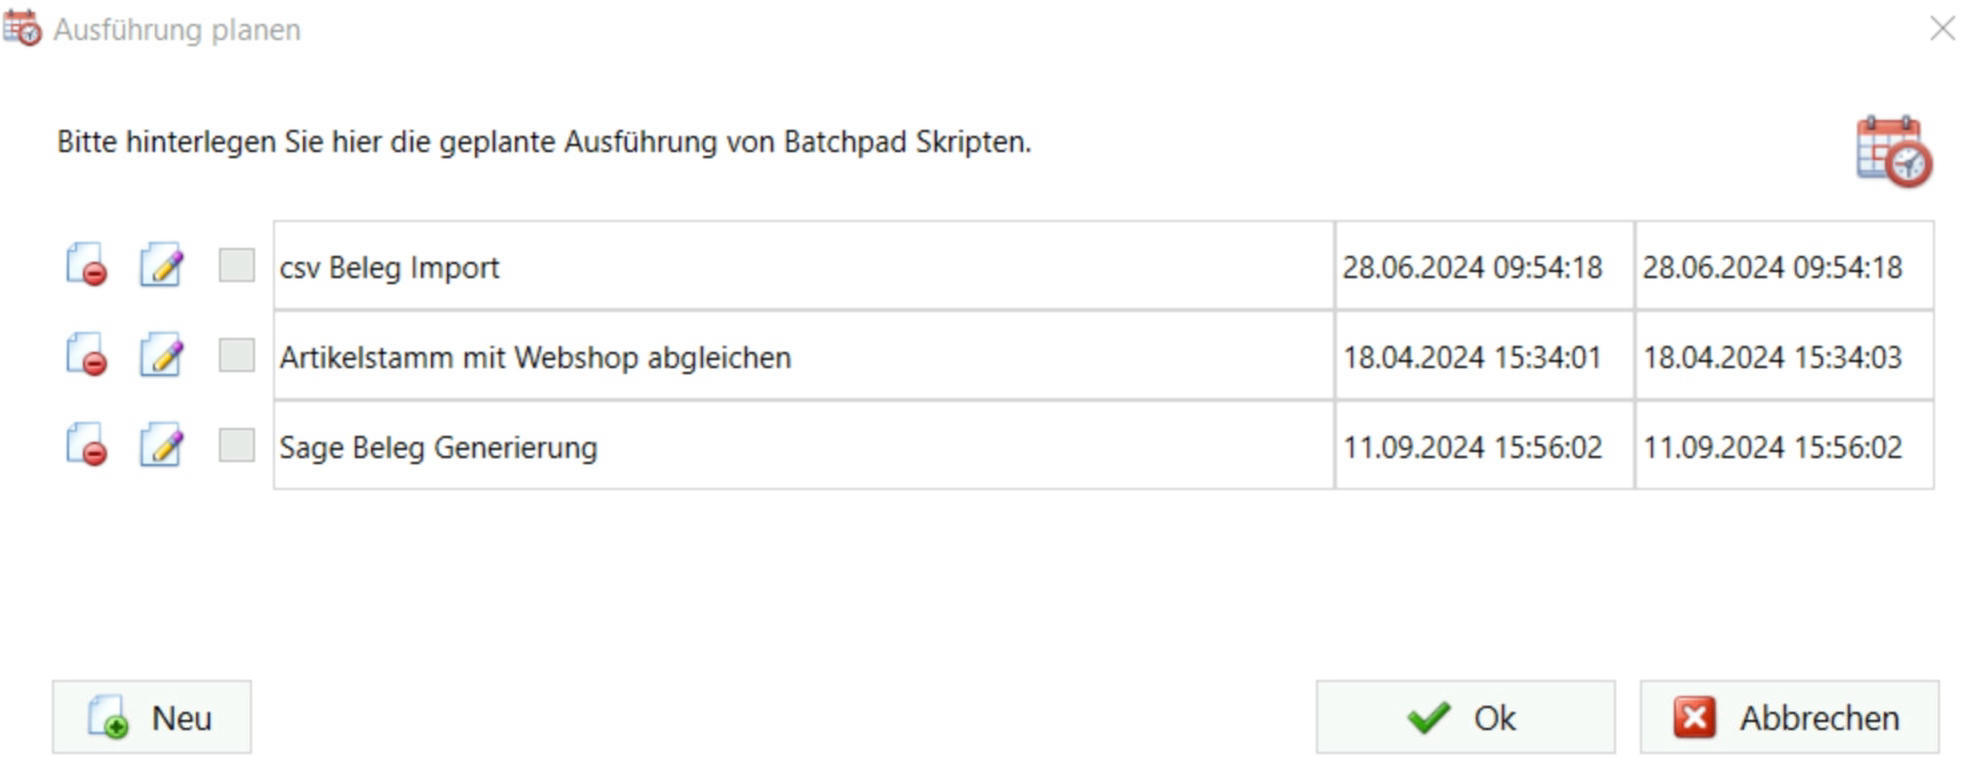 Ausführung planen
Bitte hinterlegen Sie hier die geplante Ausführung von Batchpad Skripten.
csv Beleg Import 28.06.2024 09:54:18 28.06.2024 09:54:18
Artikelstamm mit Webshop abgleichen 18.04.2024 15:34:01 18.04.2024 15:34:03
Sage Beleg Generierung 11.09.2024 15:56:02 11.09.2024 15:56:02
Neu Ok Abbrechen